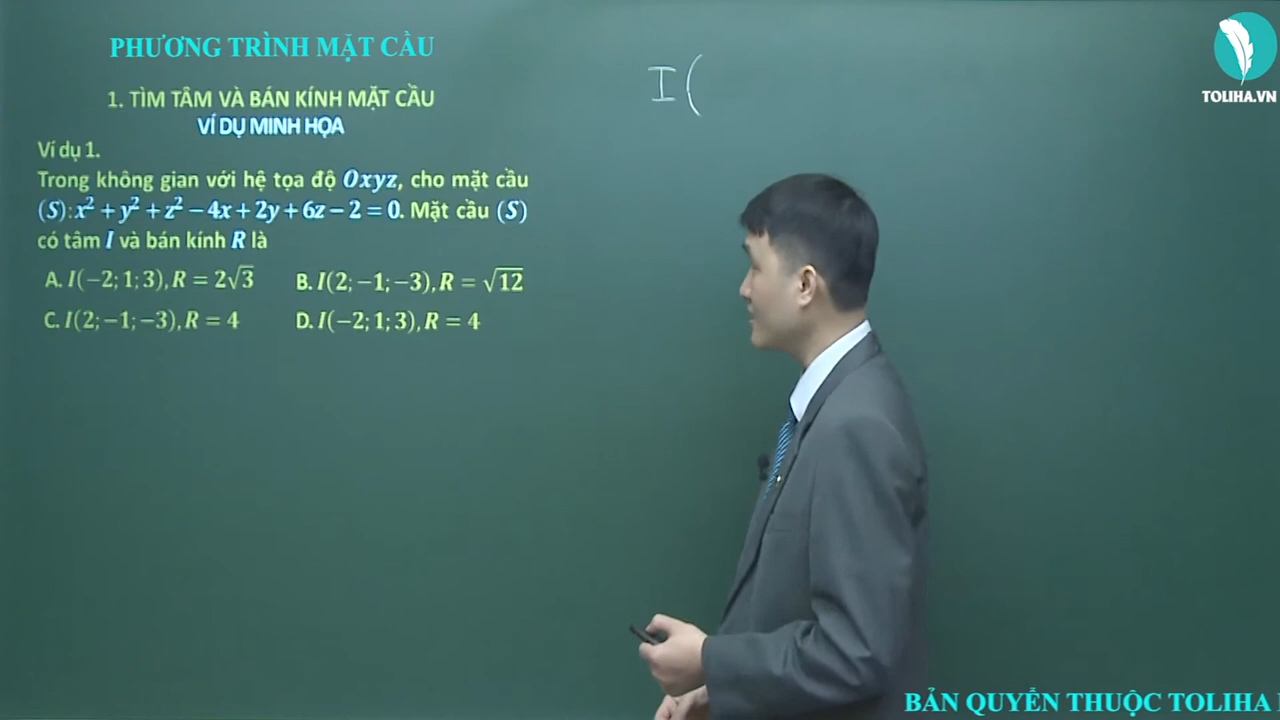 PHƯƠNG TRÌNH MẶT CẦU
1. TÌM TÂM VÀ BÁN KÍNH MẶT CẦU
VÍ DỤ MINH HỌA
Ví dụ 1.
Trong không gian với hệ tọa độ Oxyz, cho mặt cầu
(S): x² + y² + z² − 4x + 2y + 6z − 2 = 0. Mặt cầu (S)
có tâm I và bán kính R là
A. I(−2; 1; 3), R = 2√3 B. I(2; −1; −3), R = √12
C. I(2; −1; −3), R = 4 D. I(−2; 1; 3), R = 4
I(
TOLIHA.VN
BẢN QUYỀN THUỘC TOLIHA